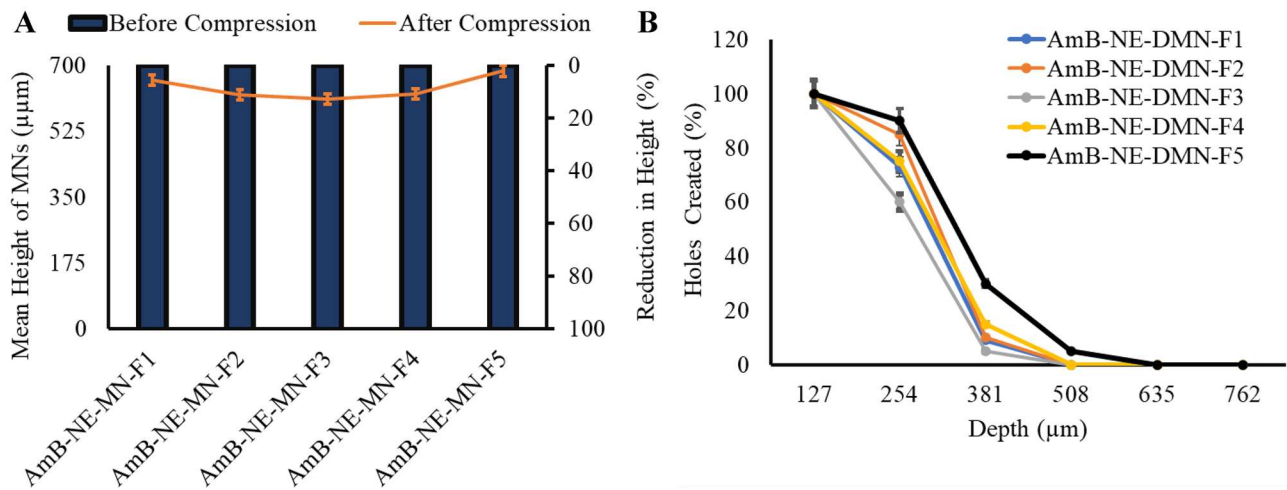 A
Before Compression
After Compression
Mean Height of MNs (μμm)
700
525
350
175
0
0
20
40
60
80
100
Reduction in Height (%)
AmB-NE-MN-F1
AmB-NE-MN-F2
AmB-NE-MN-F3
AmB-NE-MN-F4
AmB-NE-MN-F5
B
AmB-NE-DMN-F1
AmB-NE-DMN-F2
AmB-NE-DMN-F3
AmB-NE-DMN-F4
AmB-NE-DMN-F5
Holes Created (%)
120
100
80
60
40
20
0
127 254 381 508 635 762
Depth (μm)